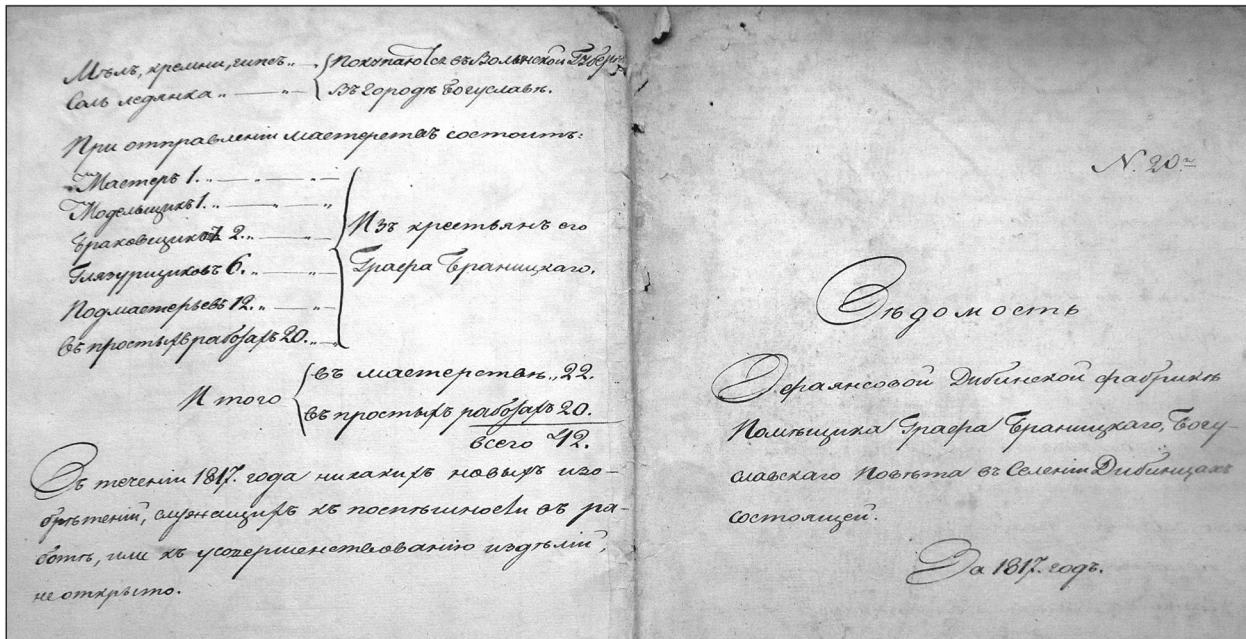 Мѣлъ, кремни, гипсъ „ — { Покупаются въ Волынской Губерн
Соль ледянка „ — „ { Въ Городѣ Богуславѣ.
При отправленіи мастерствъ состоитъ:
Мастеръ 1. „ — „ — „
Модельщикъ 1. „ — „ — „
Браковщиковъ 2. „ — „
Глязурщиковъ 6. „ — „
Подмастерьевъ 12. „ — „
Въ простыхъ работахъ 20. „ — „
Изъ крестьянъ его
Графа Браницкаго.
Итого { въ мастерствѣ „ 22.
въ простыхъ работахъ 20.
всего 42.
Въ теченіи 1817. года никакихъ новыхъ изо-
брѣтеній, служащихъ къ поспѣшности въ ра-
ботѣ, или къ усовершенствованію издѣлій,
не открыто.
N. 20.
Вѣдомость
О фаянсовой Дибинской фабрикѣ
Помѣщика Графа Браницкаго, Богу-
славскаго Повѣта въ Селеніи Дибинцахъ
состоящей.
За 1817. годъ.